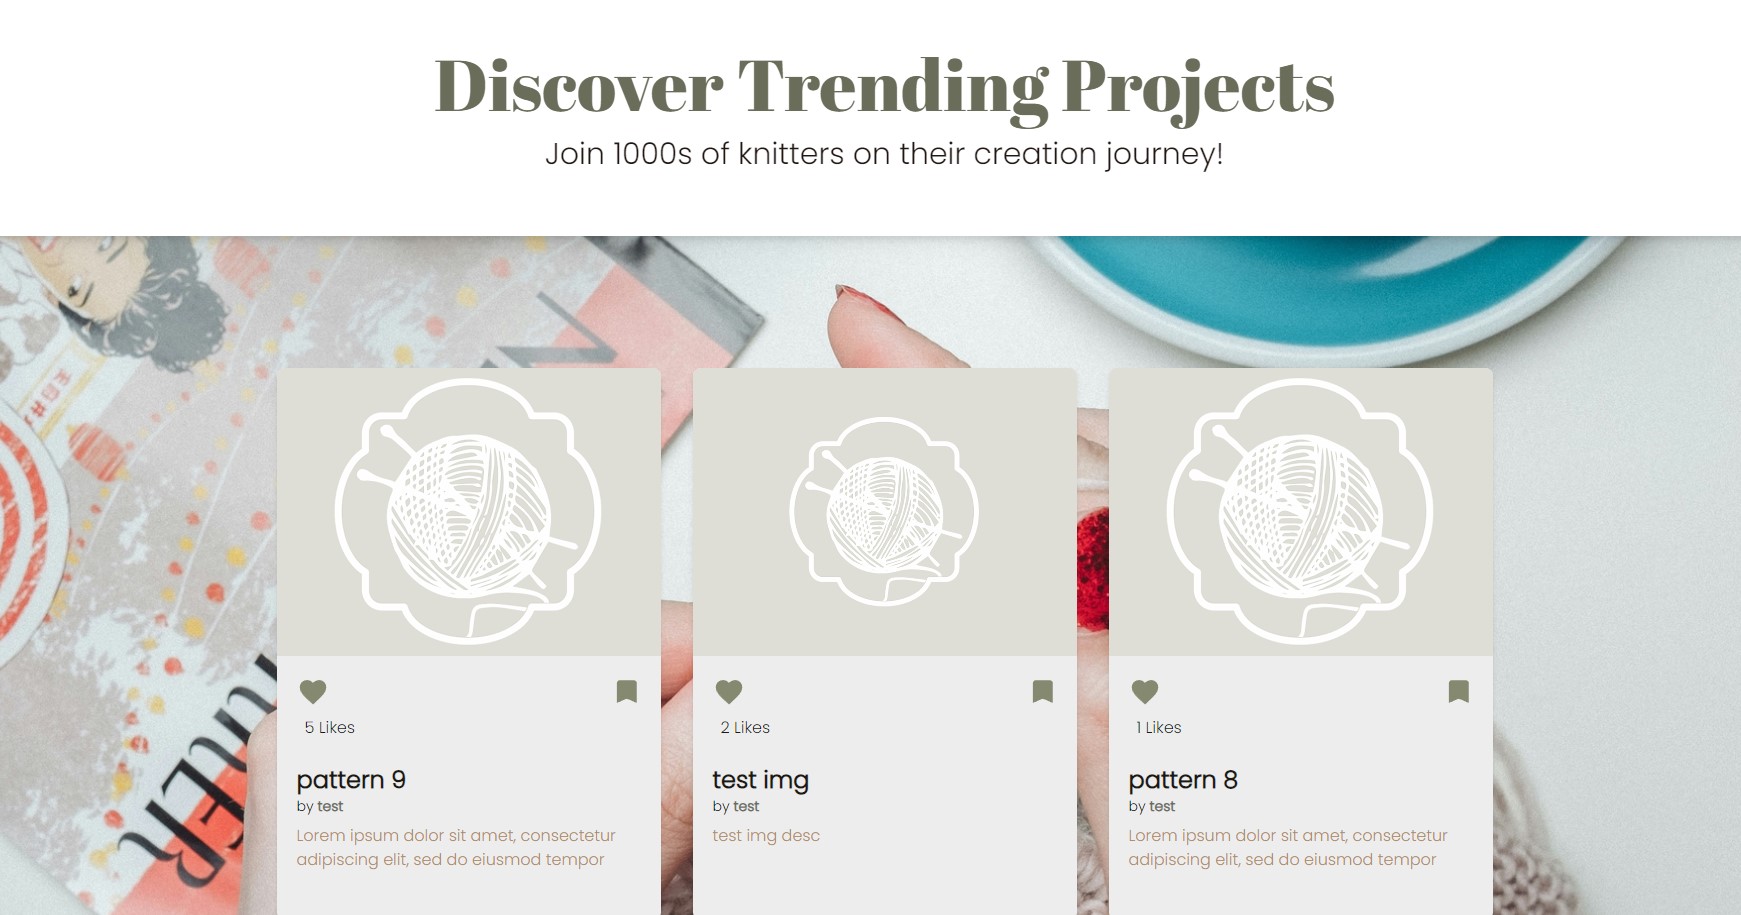 Discover Trending Projects
Join 1000s of knitters on their creation journey!
5 Likes
pattern 9
by test
Lorem ipsum dolor sit amet, consectetur
adipiscing elit, sed do eiusmod tempor
2 Likes
test img
by test
test img desc
1 Likes
pattern 8
by test
Lorem ipsum dolor sit amet, consectetur
adipiscing elit, sed do eiusmod tempor